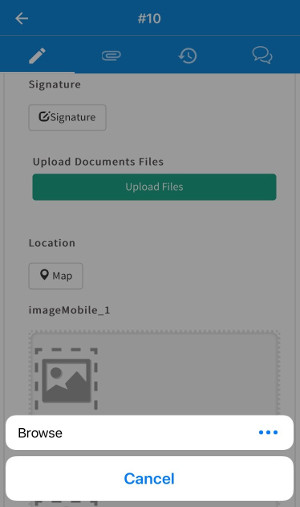 #10
Signature
Signature
Upload Documents Files
Upload Files
Location
Map
imageMobile_1
Browse
Cancel